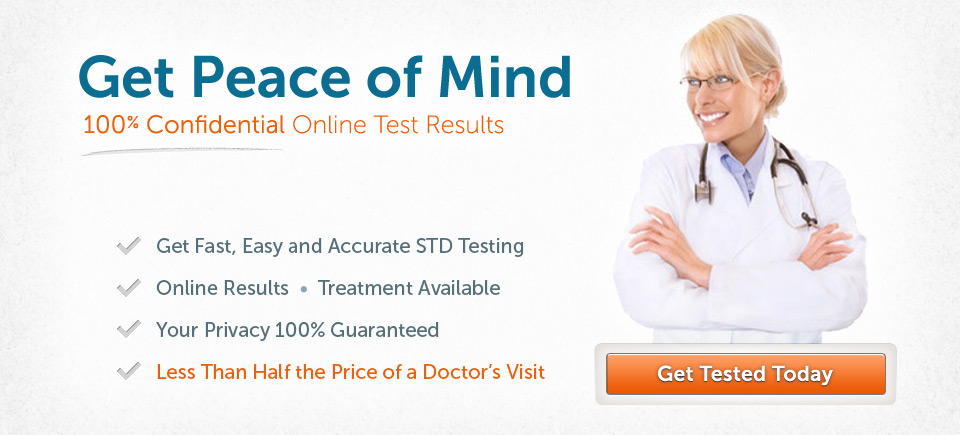 Get Peace of Mind
100% Confidential Online Test Results
Get Fast, Easy and Accurate STD Testing
Online Results • Treatment Available
Your Privacy 100% Guaranteed
Less Than Half the Price of a Doctor’s Visit
Get Tested Today